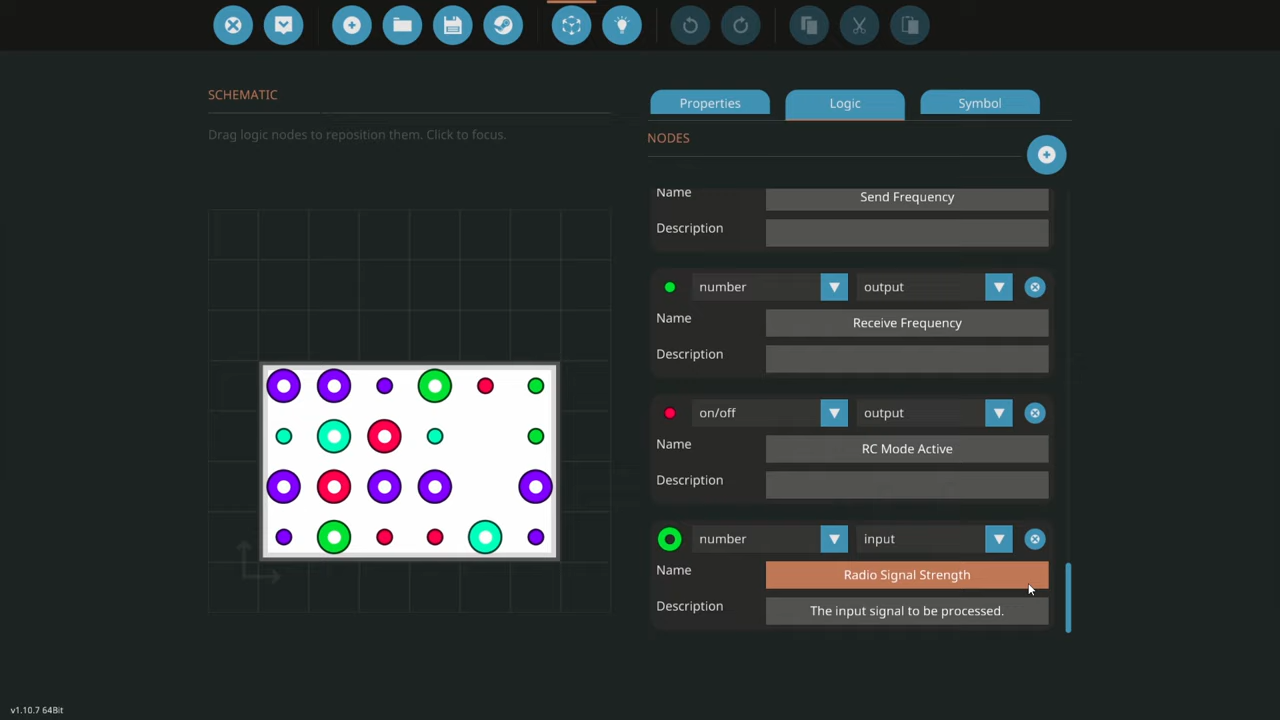 SCHEMATIC
Drag logic nodes to reposition them. Click to focus.
Properties
Logic
Symbol
NODES
Name
Send Frequency
Description
number
output
Name
Receive Frequency
Description
on/off
output
Name
RC Mode Active
Description
number
input
Name
Radio Signal Strength
Description
The input signal to be processed.
v1.10.7 64Bit